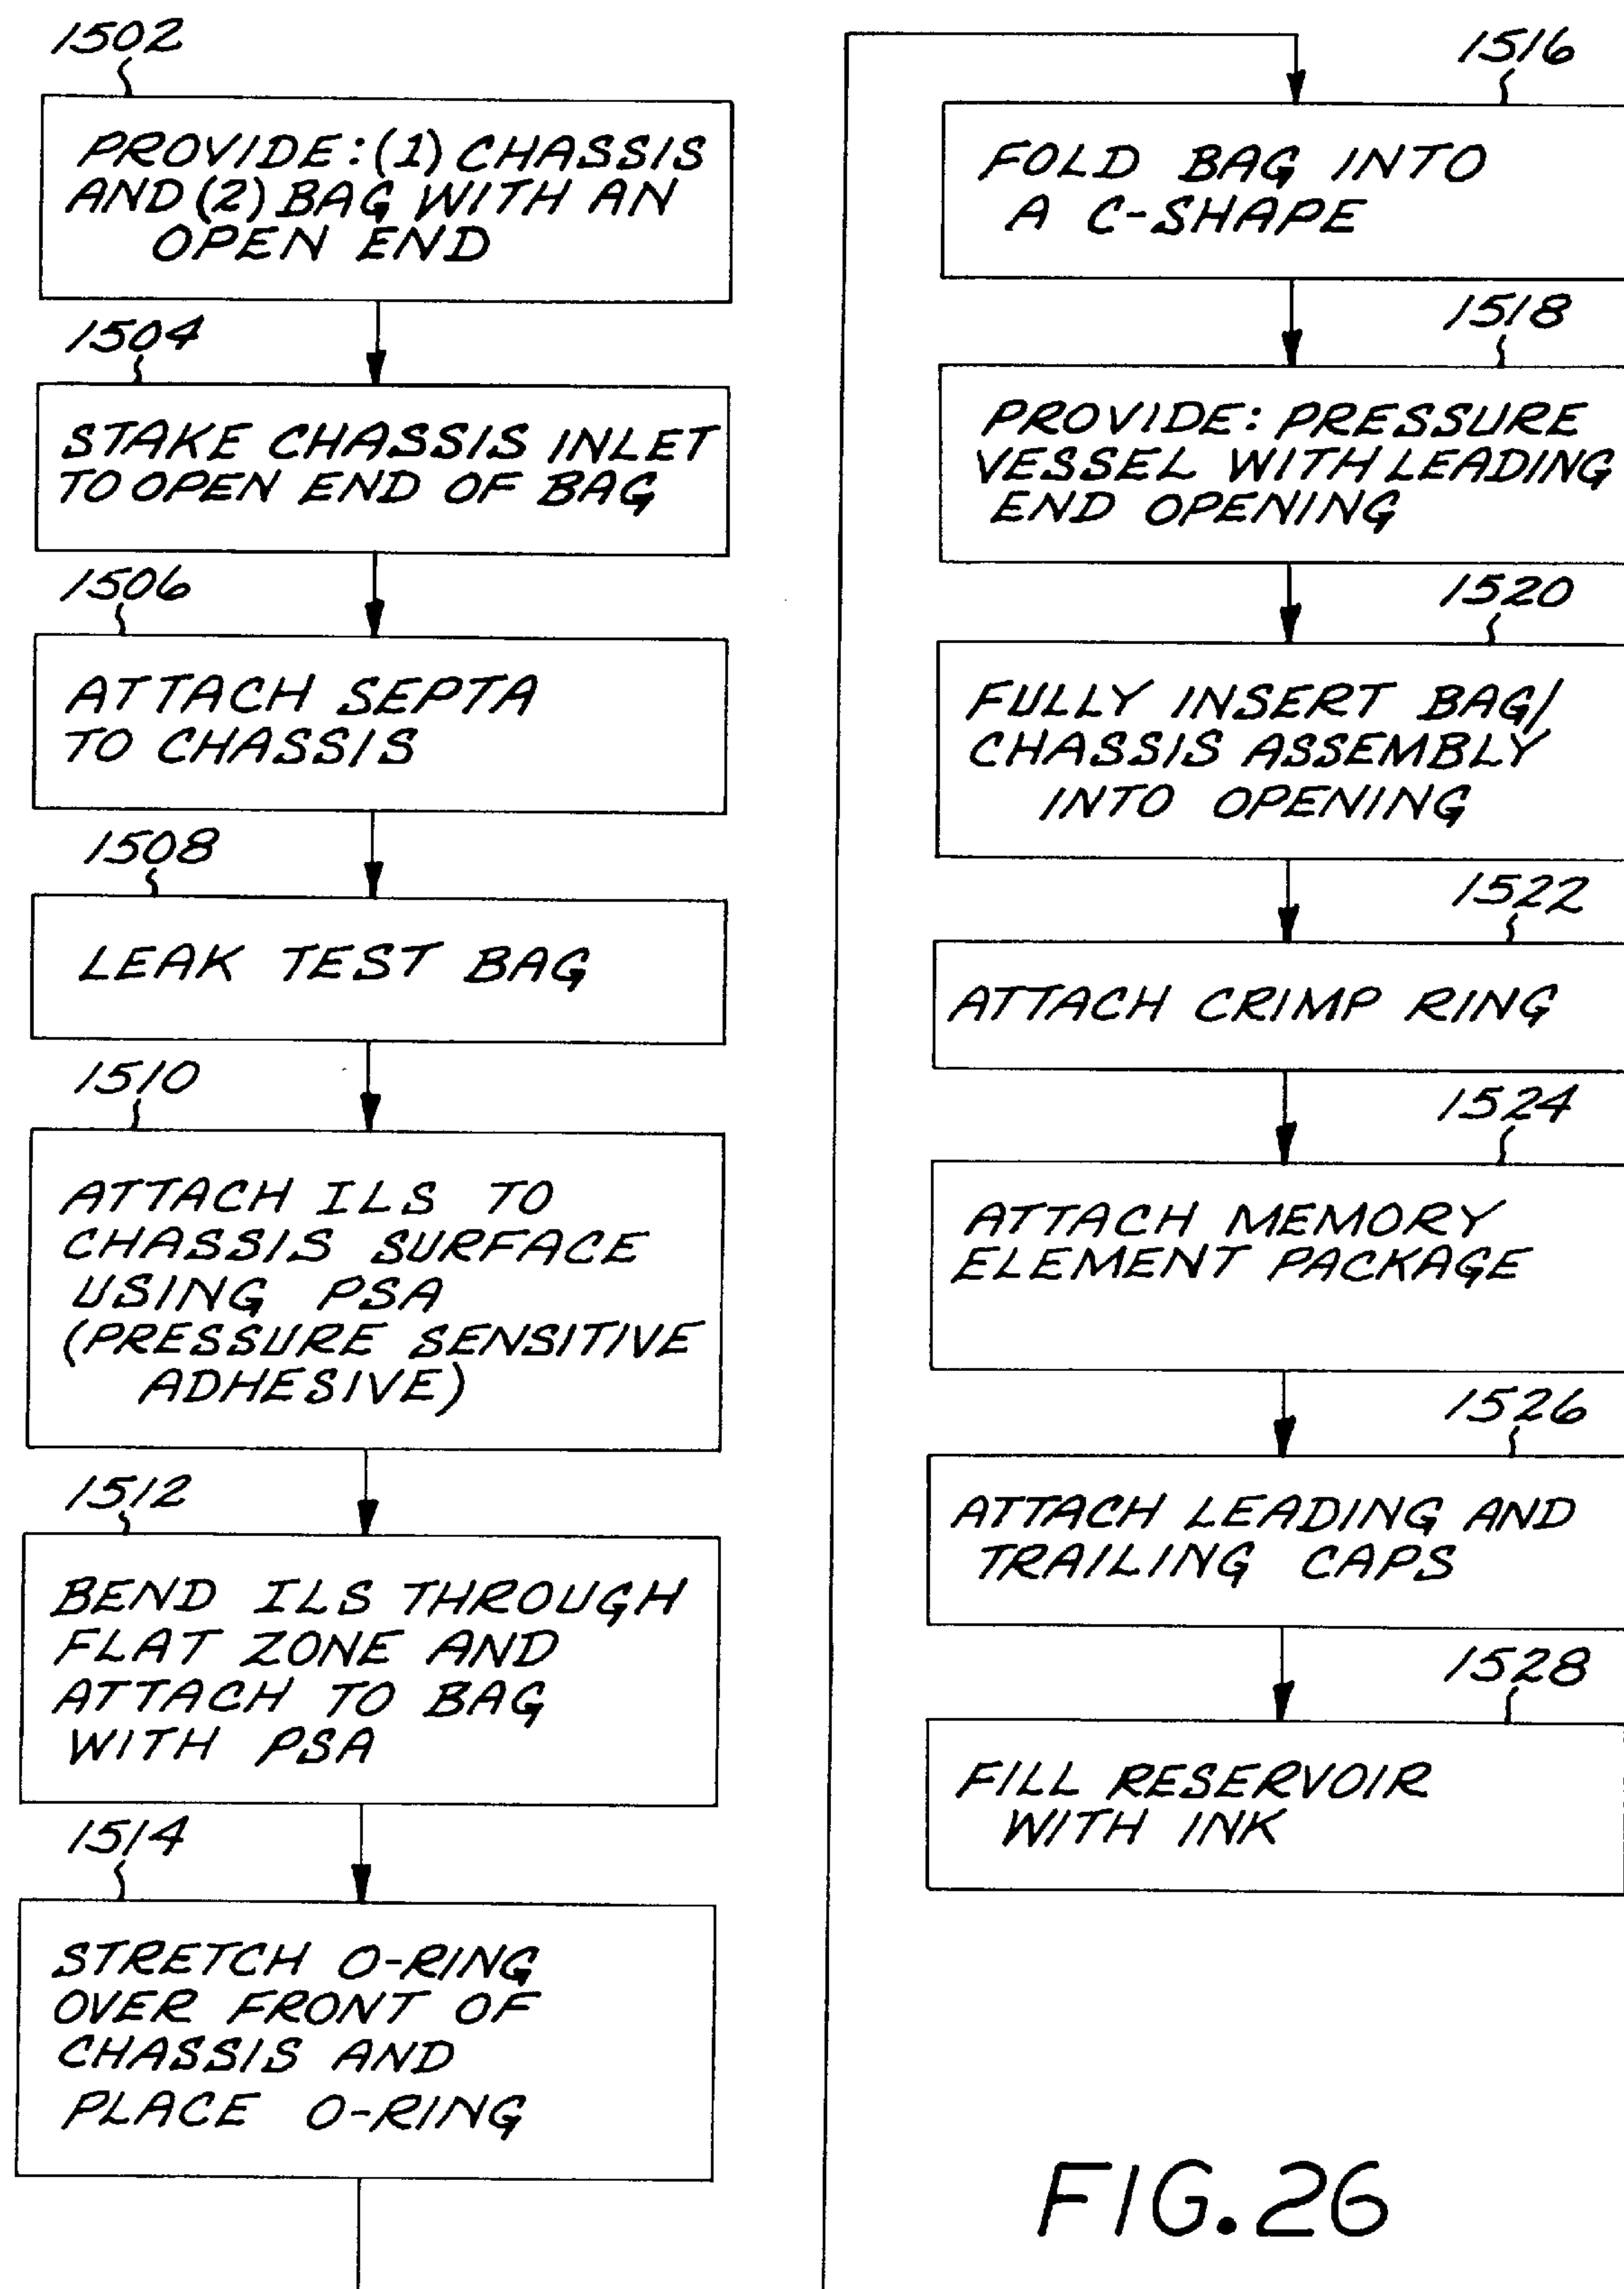 1502
PROVIDE: (1) CHASSIS
AND (2) BAG WITH AN
OPEN END
1504
STAKE CHASSIS INLET
TO OPEN END OF BAG
1506
ATTACH SEPTA
TO CHASSIS
1508
LEAK TEST BAG
1510
ATTACH ILS TO
CHASSIS SURFACE
USING PSA
(PRESSURE SENSITIVE
ADHESIVE)
1512
BEND ILS THROUGH
FLAT ZONE AND
ATTACH TO BAG
WITH PSA
1514
STRETCH O-RING
OVER FRONT OF
CHASSIS AND
PLACE O-RING
1516
FOLD BAG INTO
A C-SHAPE
1518
PROVIDE: PRESSURE
VESSEL WITH LEADING
END OPENING
1520
FULLY INSERT BAG/
CHASSIS ASSEMBLY
INTO OPENING
1522
ATTACH CRIMP RING
1524
ATTACH MEMORY
ELEMENT PACKAGE
1526
ATTACH LEADING AND
TRAILING CAPS
1528
FILL RESERVOIR
WITH INK
FIG. 26